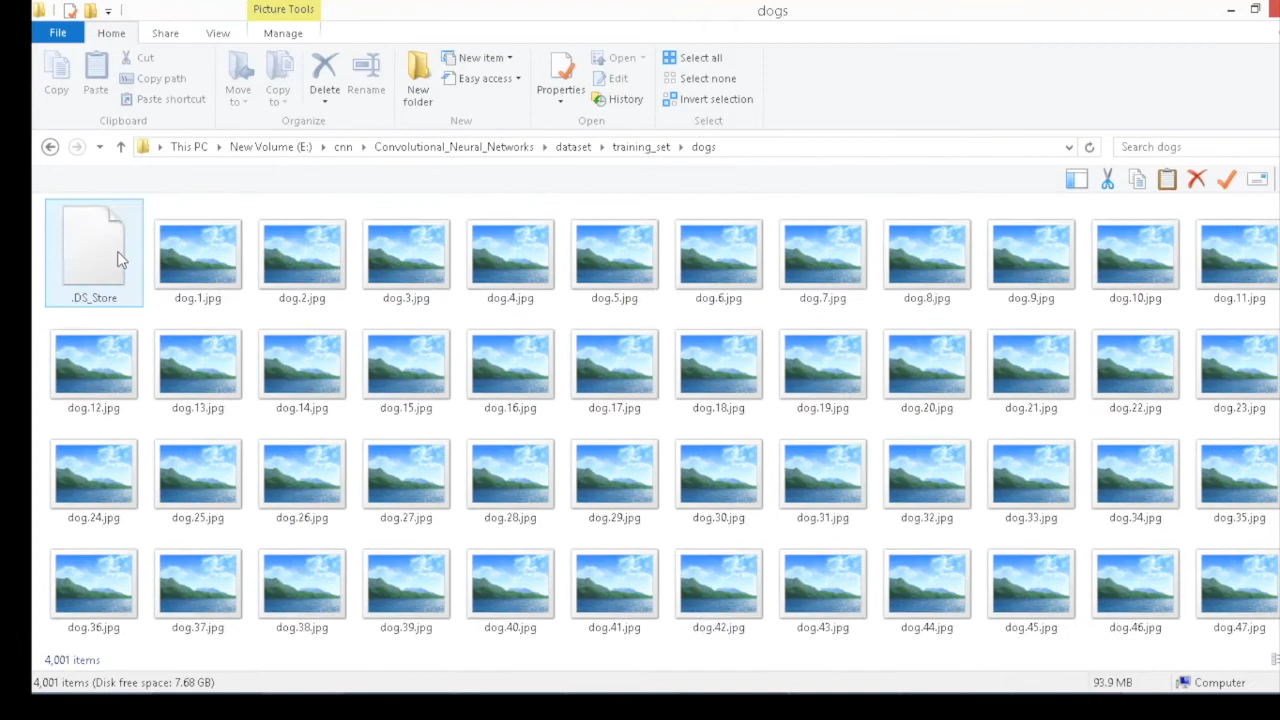 Picture Tools
dogs
File
Home
Share
View
Manage
Copy
Paste
Cut
Copy path
Paste shortcut
Clipboard
Move to
Copy to
Delete
Rename
Organize
New folder
New item
Easy access
New
Properties
Open
Edit
History
Open
Select all
Select none
Invert selection
Select
This PC
New Volume (E:)
cnn
Convolutional_Neural_Networks
dataset
training_set
dogs
Search dogs
.DS_Store
dog.1.jpg
dog.2.jpg
dog.3.jpg
dog.4.jpg
dog.5.jpg
dog.6.jpg
dog.7.jpg
dog.8.jpg
dog.9.jpg
dog.10.jpg
dog.11.jpg
dog.12.jpg
dog.13.jpg
dog.14.jpg
dog.15.jpg
dog.16.jpg
dog.17.jpg
dog.18.jpg
dog.19.jpg
dog.20.jpg
dog.21.jpg
dog.22.jpg
dog.23.jpg
dog.24.jpg
dog.25.jpg
dog.26.jpg
dog.27.jpg
dog.28.jpg
dog.29.jpg
dog.30.jpg
dog.31.jpg
dog.32.jpg
dog.33.jpg
dog.34.jpg
dog.35.jpg
dog.36.jpg
dog.37.jpg
dog.38.jpg
dog.39.jpg
dog.40.jpg
dog.41.jpg
dog.42.jpg
dog.43.jpg
dog.44.jpg
dog.45.jpg
dog.46.jpg
dog.47.jpg
4,001 items
4,001 items (Disk free space: 7.68 GB)
93.9 MB
Computer